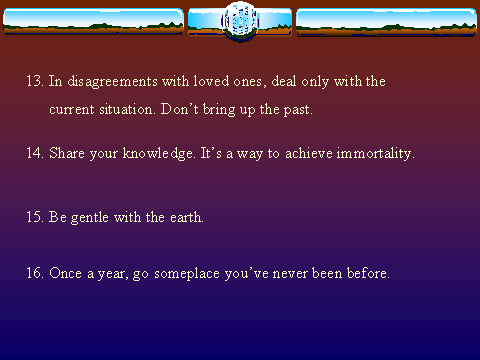 13. In disagreements with loved ones, deal only with the
current situation. Don’t bring up the past.
14. Share your knowledge. It’s a way to achieve immortality.
15. Be gentle with the earth.
16. Once a year, go someplace you’ve never been before.